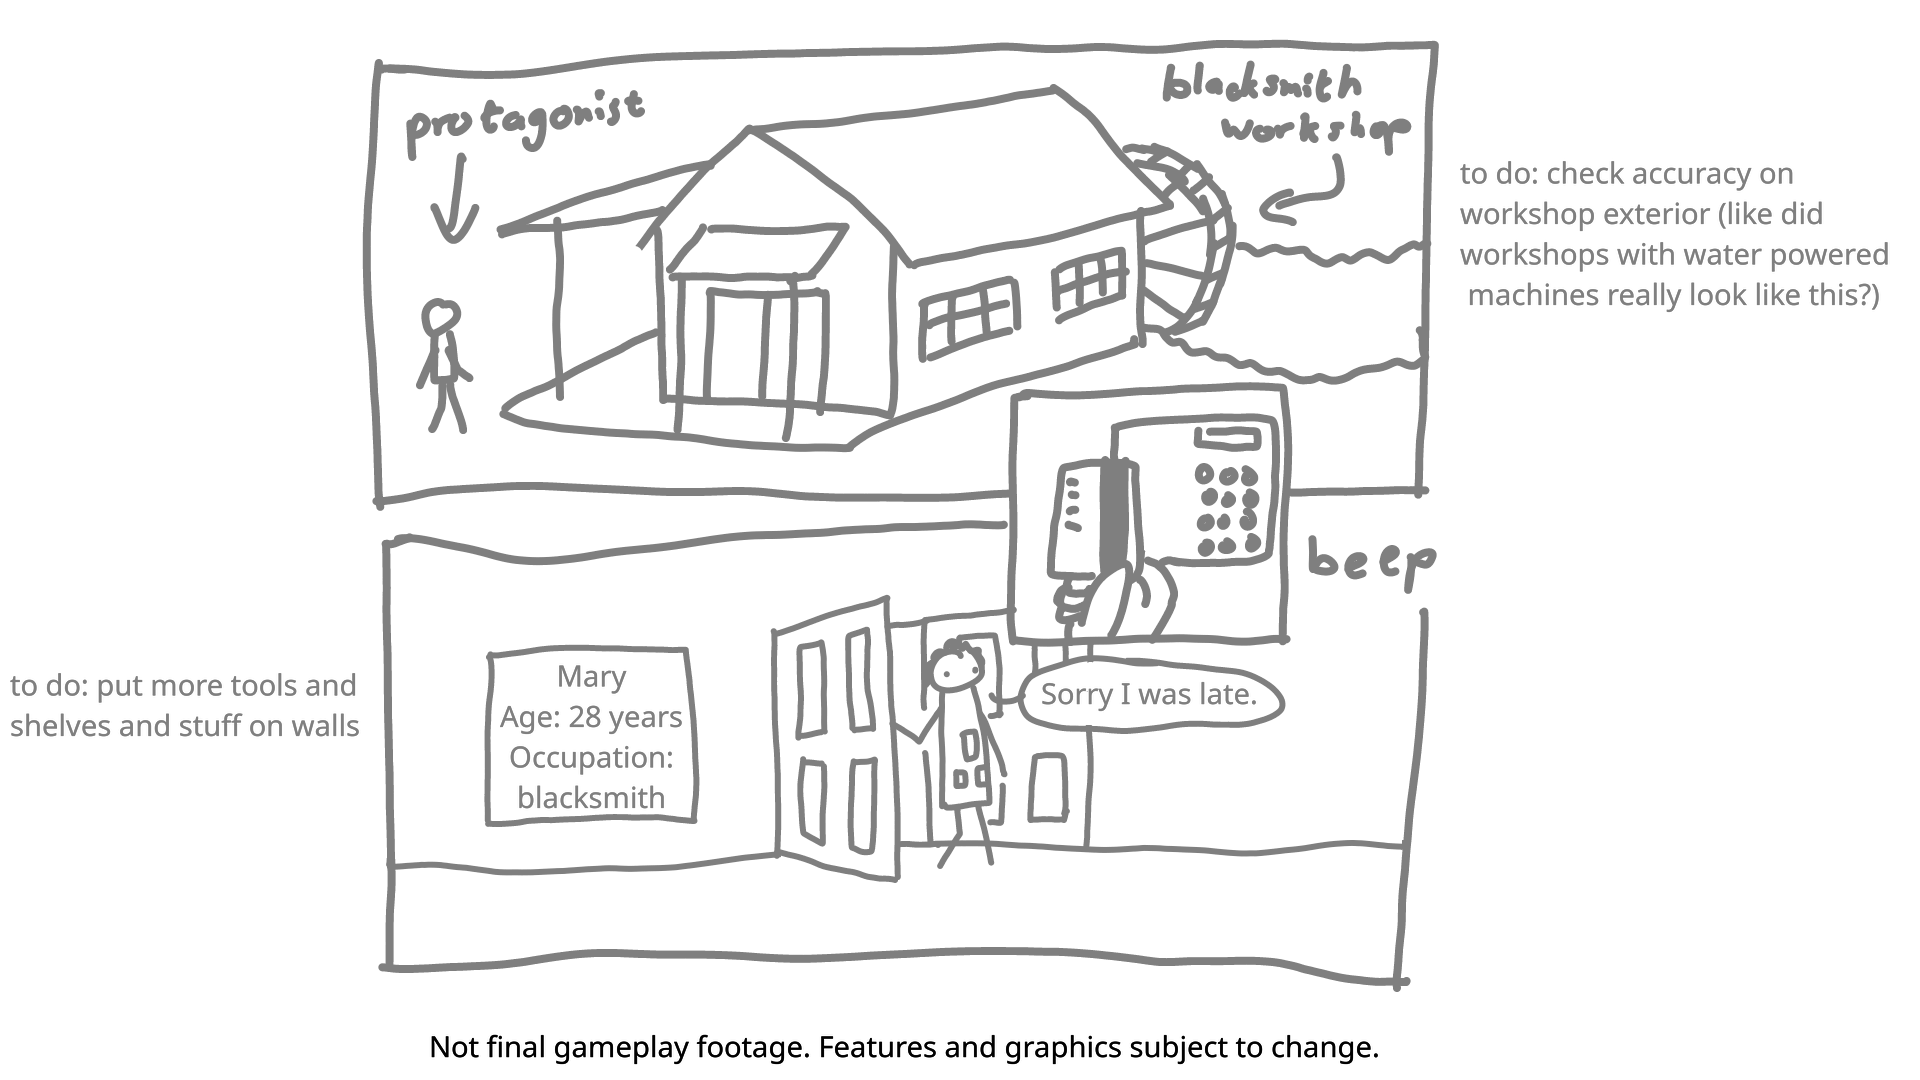 protagonist
blacksmith
workshop
to do: check accuracy on
workshop exterior (like did
workshops with water powered
machines really look like this?)
beep
to do: put more tools and
shelves and stuff on walls
Mary
Age: 28 years
Occupation:
blacksmith
Sorry I was late.
Not final gameplay footage. Features and graphics subject to change.